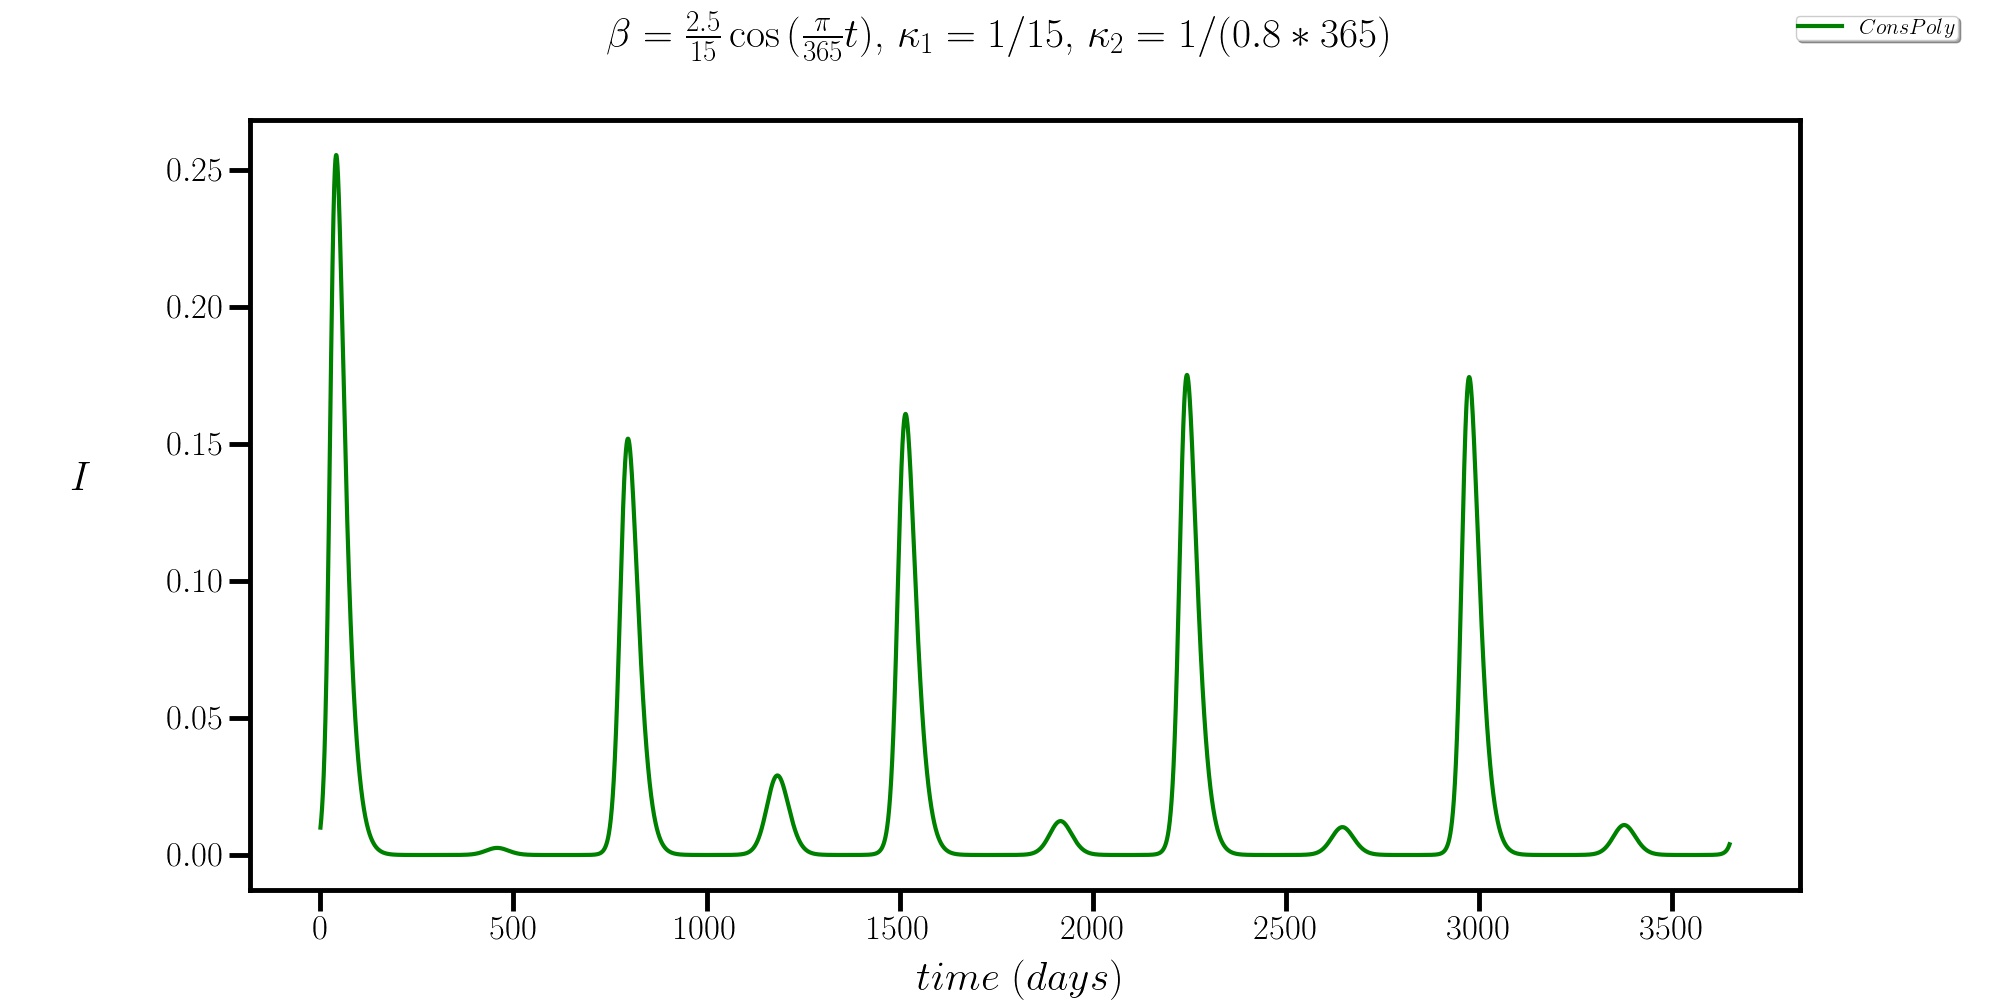 β = 2.5/15 cos (π/365 t), κ₁ = 1/15, κ₂ = 1/(0.8 * 365)
ConsPoly
0.25
0.20
0.15
I
0.10
0.05
0.00
0 500 1000 1500 2000 2500 3000 3500
time (days)